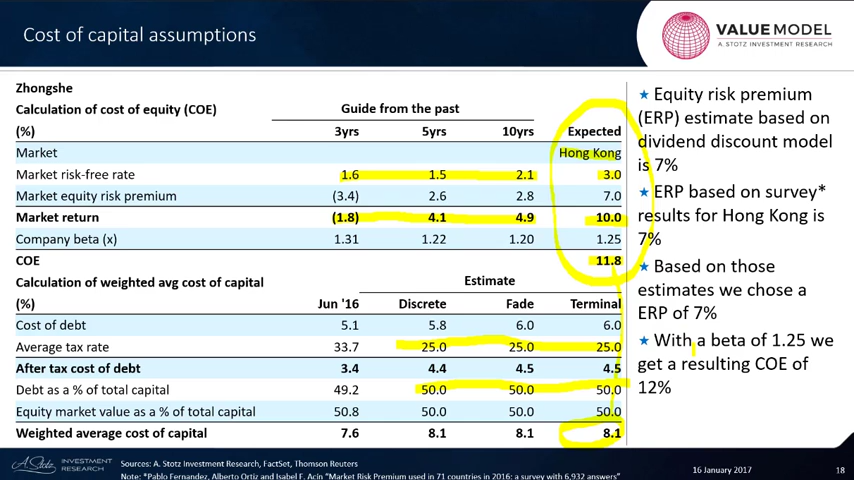 Cost of capital assumptions
VALUE MODEL
A. STOTZ INVESTMENT RESEARCH
Zhongshe
Calculation of cost of equity (COE) Guide from the past
(%) 3yrs 5yrs 10yrs Expected
Market Hong Kong
Market risk-free rate 1.6 1.5 2.1 3.0
Market equity risk premium (3.4) 2.6 2.8 7.0
Market return (1.8) 4.1 4.9 10.0
Company beta (x) 1.31 1.22 1.20 1.25
COE 11.8
Calculation of weighted avg cost of capital Estimate
(%) Jun '16 Discrete Fade Terminal
Cost of debt 5.1 5.8 6.0 6.0
Average tax rate 33.7 25.0 25.0 25.0
After tax cost of debt 3.4 4.4 4.5 4.5
Debt as a % of total capital 49.2 50.0 50.0 50.0
Equity market value as a % of total capital 50.8 50.0 50.0 50.0
Weighted average cost of capital 7.6 8.1 8.1 8.1
★ Equity risk premium
(ERP) estimate based on
dividend discount model
is 7%
★ ERP based on survey*
results for Hong Kong is
7%
★ Based on those
estimates we chose a
ERP of 7%
★ With a beta of 1.25 we
get a resulting COE of
12%
A. Stotz INVESTMENT
RESEARCH
Sources: A. Stotz Investment Research, FactSet, Thomson Reuters
Note: *Pablo Fernandez, Alberto Ortiz and Isabel F. Acin "Market Risk Premium used in 71 countries in 2016: a survey with 6,932 answers"
16 January 2017
18